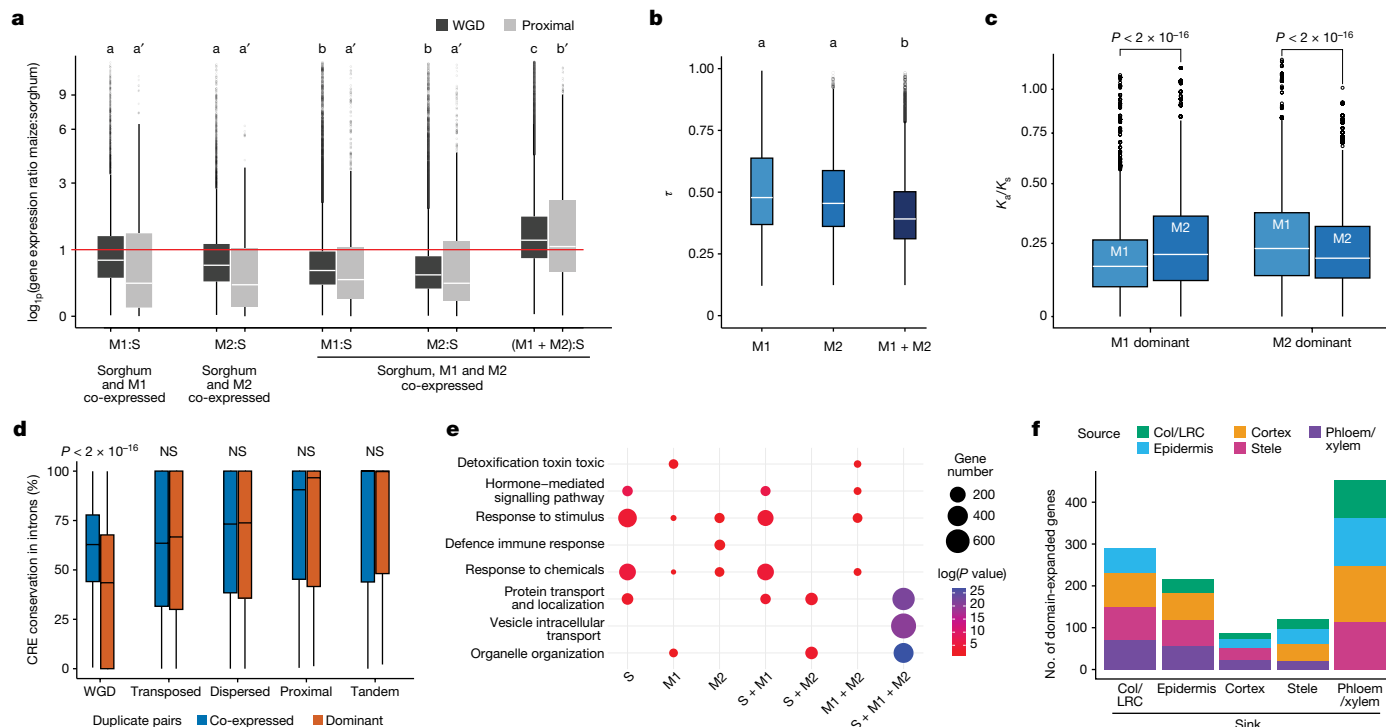 a
WGD
Proximal
a
a′
a
a′
b
a′
b
a′
c
b′
log1p(gene expression ratio maize:sorghum)
9
6
3
1
0
M1:S
M2:S
M1:S
M2:S
(M1 + M2):S
Sorghum
and M1
co-expressed
Sorghum
and M2
co-expressed
Sorghum, M1 and M2
co-expressed
b
a
a
b
τ
1.00
0.75
0.50
0.25
0
M1
M2
M1 + M2
c
P < 2 × 10−16
P < 2 × 10−16
Ka/Ks
1.00
0.75
0.50
0.25
0
M1
M2
M1
M2
M1 dominant
M2 dominant
d
P < 2 × 10−16
NS
NS
NS
NS
CRE conservation in introns (%)
100
75
50
25
0
WGD
Transposed
Dispersed
Proximal
Tandem
Duplicate pairs
Co-expressed
Dominant
e
Detoxification toxin toxic
Hormone−mediated
signalling pathway
Response to stimulus
Defence immune response
Response to chemicals
Protein transport
and localization
Vesicle intracellular
transport
Organelle organization
S
M1
M2
S + M1
S + M2
M1 + M2
S + M1 + M2
Gene
number
200
400
600
log(P value)
25
20
15
10
5
f
Source
Col/LRC
Epidermis
Cortex
Stele
Phloem/
xylem
No. of domain-expanded genes
400
300
200
100
0
Col/
LRC
Epidermis
Cortex
Stele
Phloem
/xylem
Sink